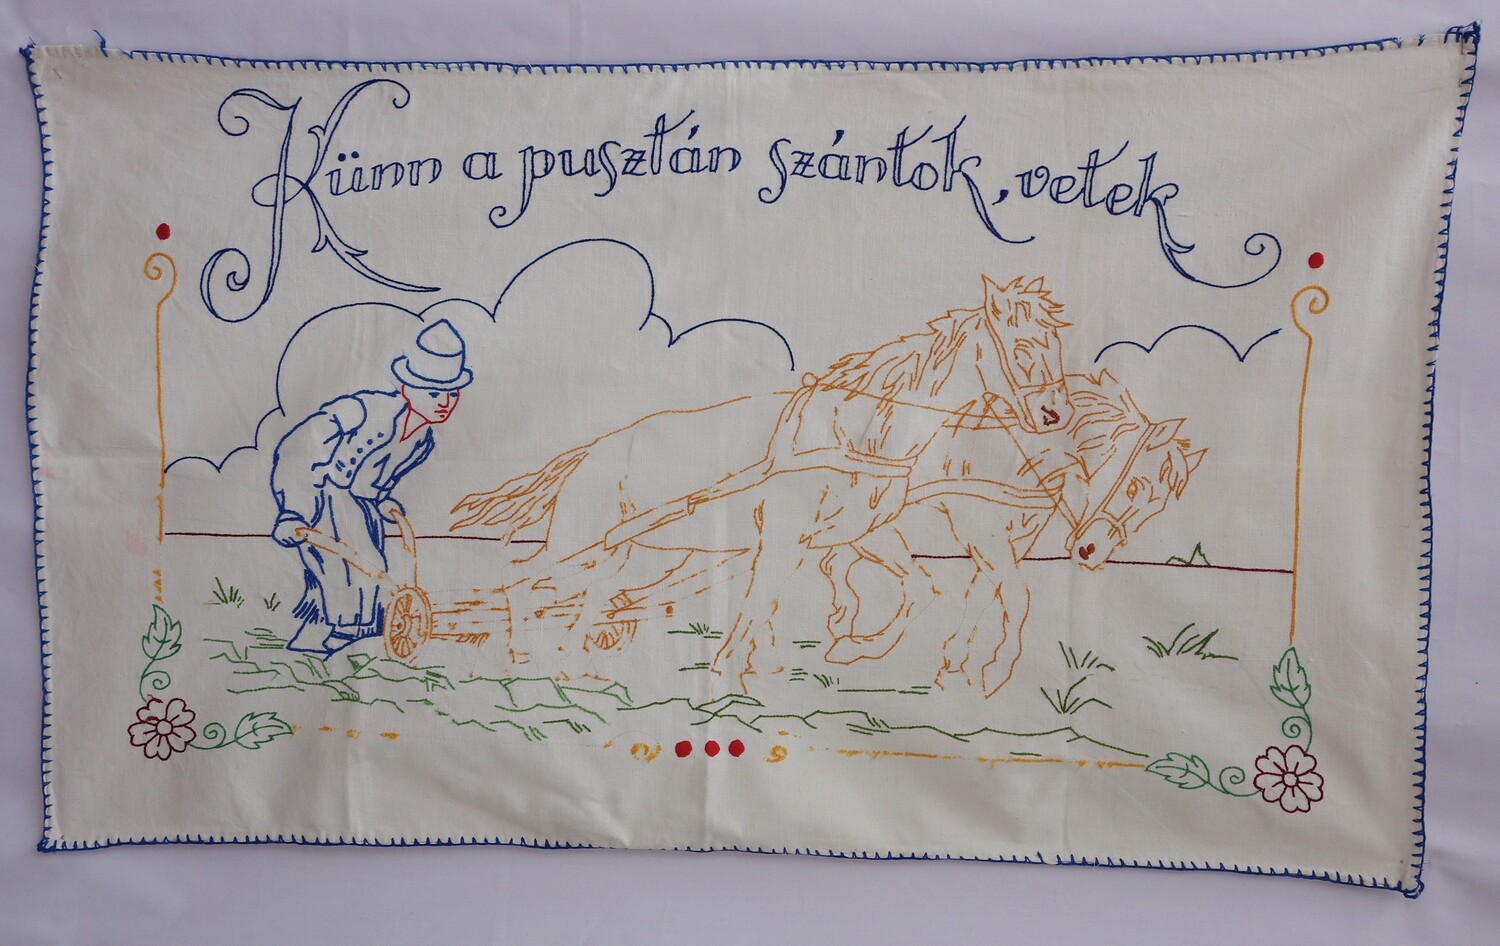 Künn a pusztán szántok, vetek